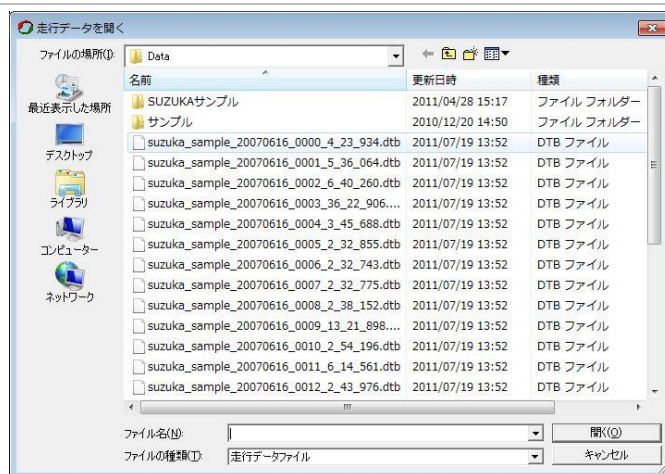 走行データを開く
ファイルの場所(I):
Data
名前
更新日時
種類
SUZUKAサンプル 2011/04/28 15:17 ファイル フォルダー
サンプル 2010/12/20 14:50 ファイル フォルダー
suzuka_sample_20070616_0000_4_23_934.dtb 2011/07/19 13:52 DTB ファイル
suzuka_sample_20070616_0001_5_36_064.dtb 2011/07/19 13:52 DTB ファイル
suzuka_sample_20070616_0002_6_40_260.dtb 2011/07/19 13:52 DTB ファイル
suzuka_sample_20070616_0003_36_22_906.... 2011/07/19 13:52 DTB ファイル
suzuka_sample_20070616_0004_3_45_688.dtb 2011/07/19 13:52 DTB ファイル
suzuka_sample_20070616_0005_2_32_855.dtb 2011/07/19 13:52 DTB ファイル
suzuka_sample_20070616_0006_2_32_743.dtb 2011/07/19 13:52 DTB ファイル
suzuka_sample_20070616_0007_2_32_775.dtb 2011/07/19 13:52 DTB ファイル
suzuka_sample_20070616_0008_2_38_152.dtb 2011/07/19 13:52 DTB ファイル
suzuka_sample_20070616_0009_13_21_898.... 2011/07/19 13:52 DTB ファイル
suzuka_sample_20070616_0010_2_54_196.dtb 2011/07/19 13:52 DTB ファイル
suzuka_sample_20070616_0011_6_14_561.dtb 2011/07/19 13:52 DTB ファイル
suzuka_sample_20070616_0012_2_43_976.dtb 2011/07/19 13:52 DTB ファイル
最近表示した場所
デスクトップ
ライブラリ
コンピューター
ネットワーク
ファイル名(N):
開く(O)
ファイルの種類(T):
走行データファイル
キャンセル